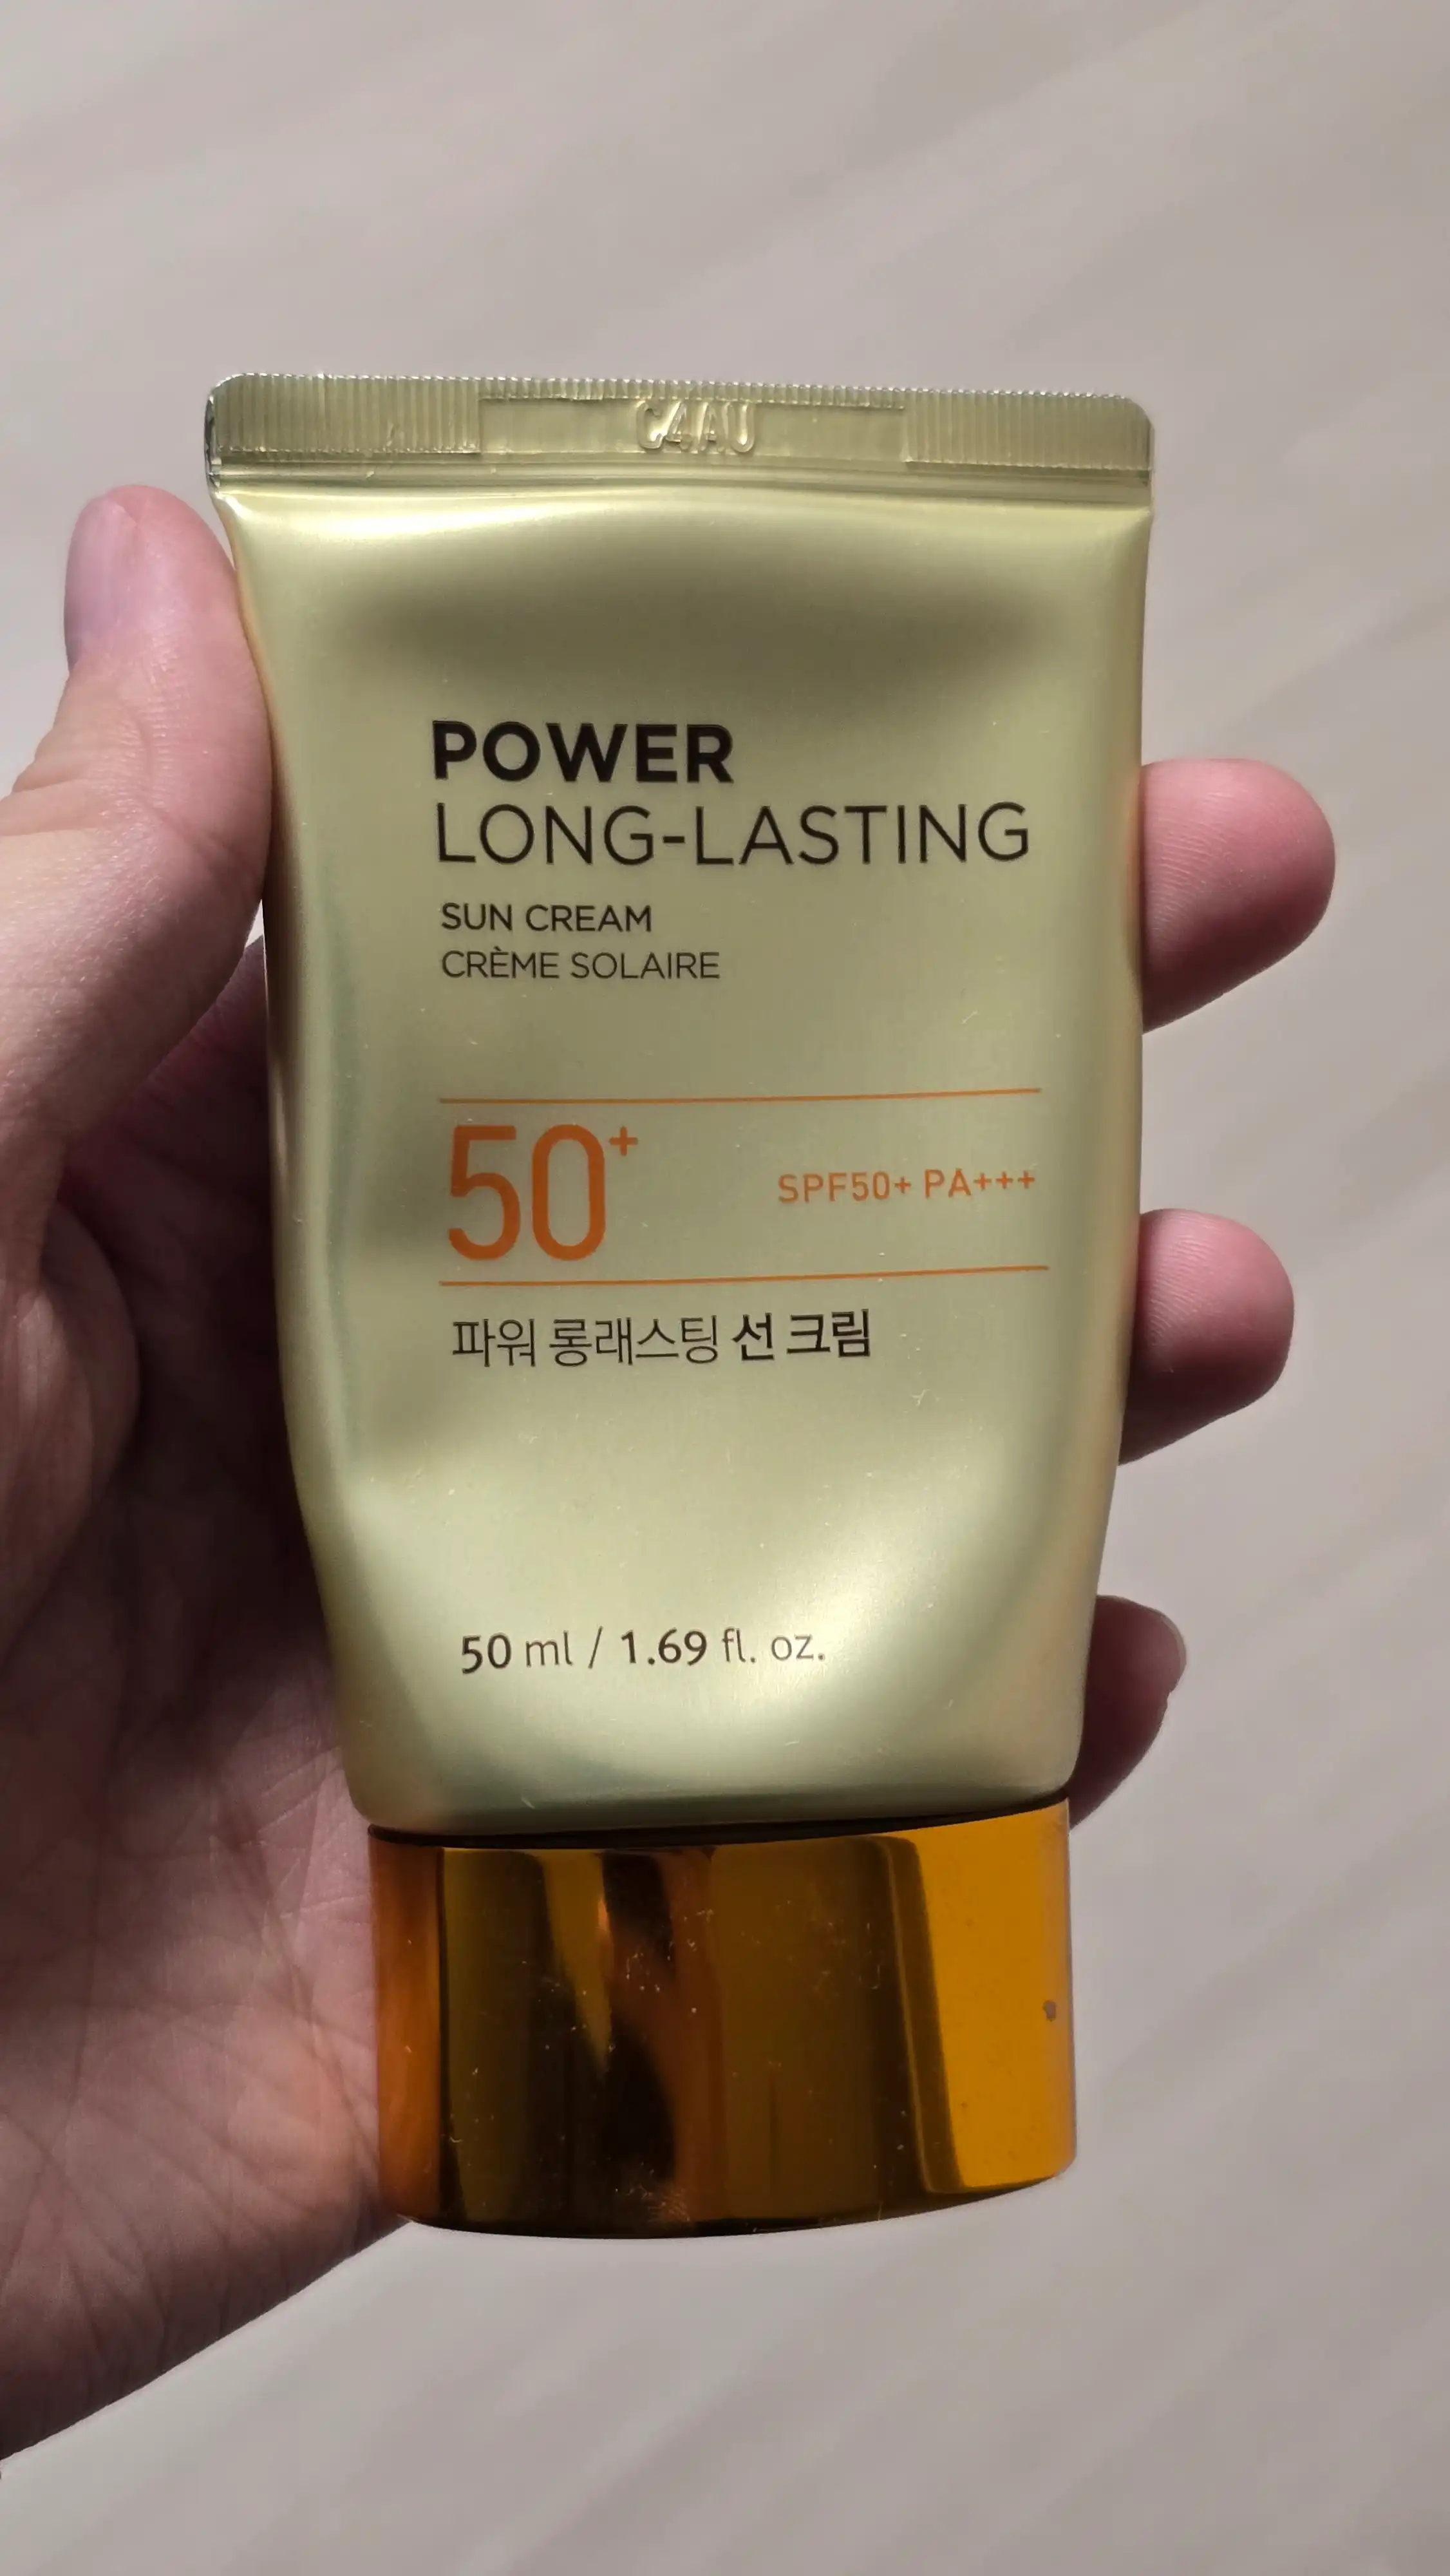 C4AU
POWER
LONG-LASTING
SUN CREAM
CRÈME SOLAIRE
50+ SPF50+ PA+++
파워 롱래스팅 선 크림
50 ml / 1.69 fl. oz.